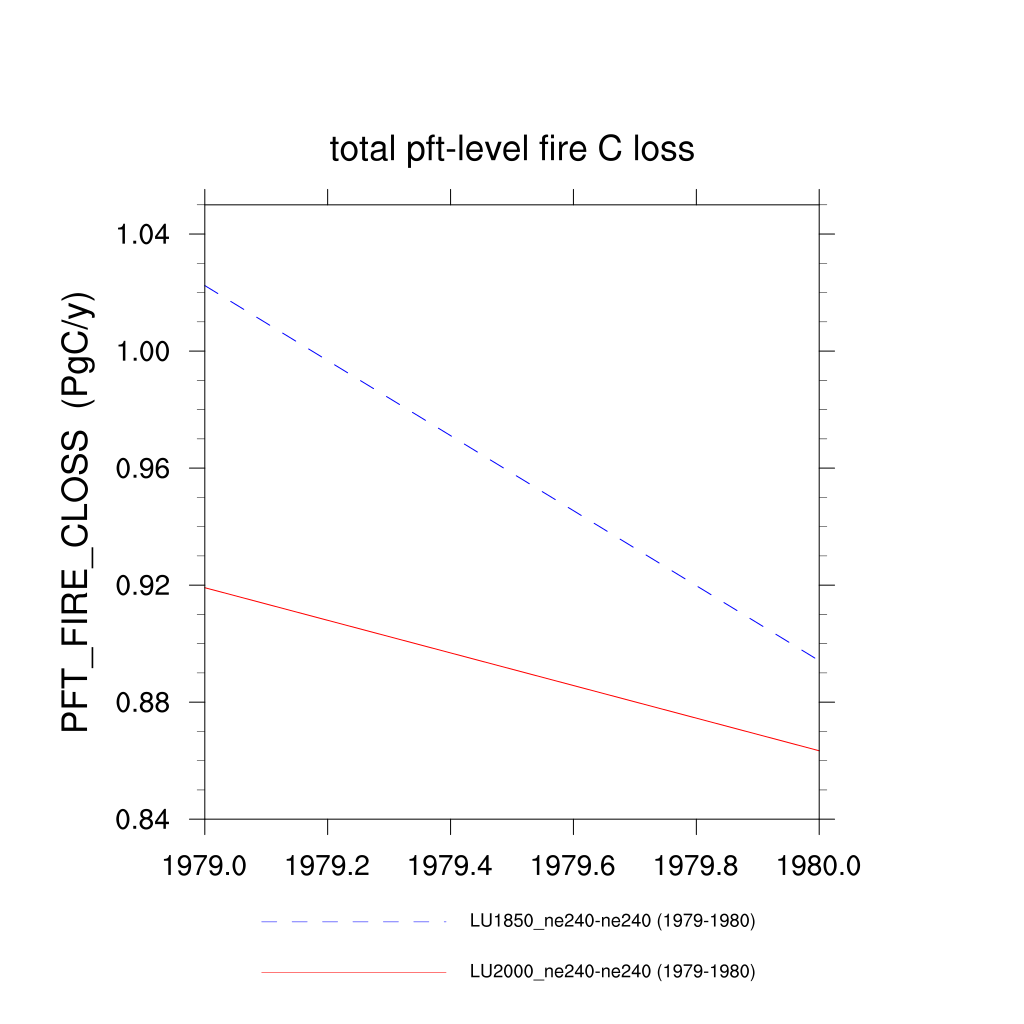 total pft-level fire C loss
PFT_FIRE_CLOSS (PgC/y)
1.04
1.00
0.96
0.92
0.88
0.84
1979.0 1979.2 1979.4 1979.6 1979.8 1980.0
LU1850_ne240-ne240 (1979-1980)
LU2000_ne240-ne240 (1979-1980)